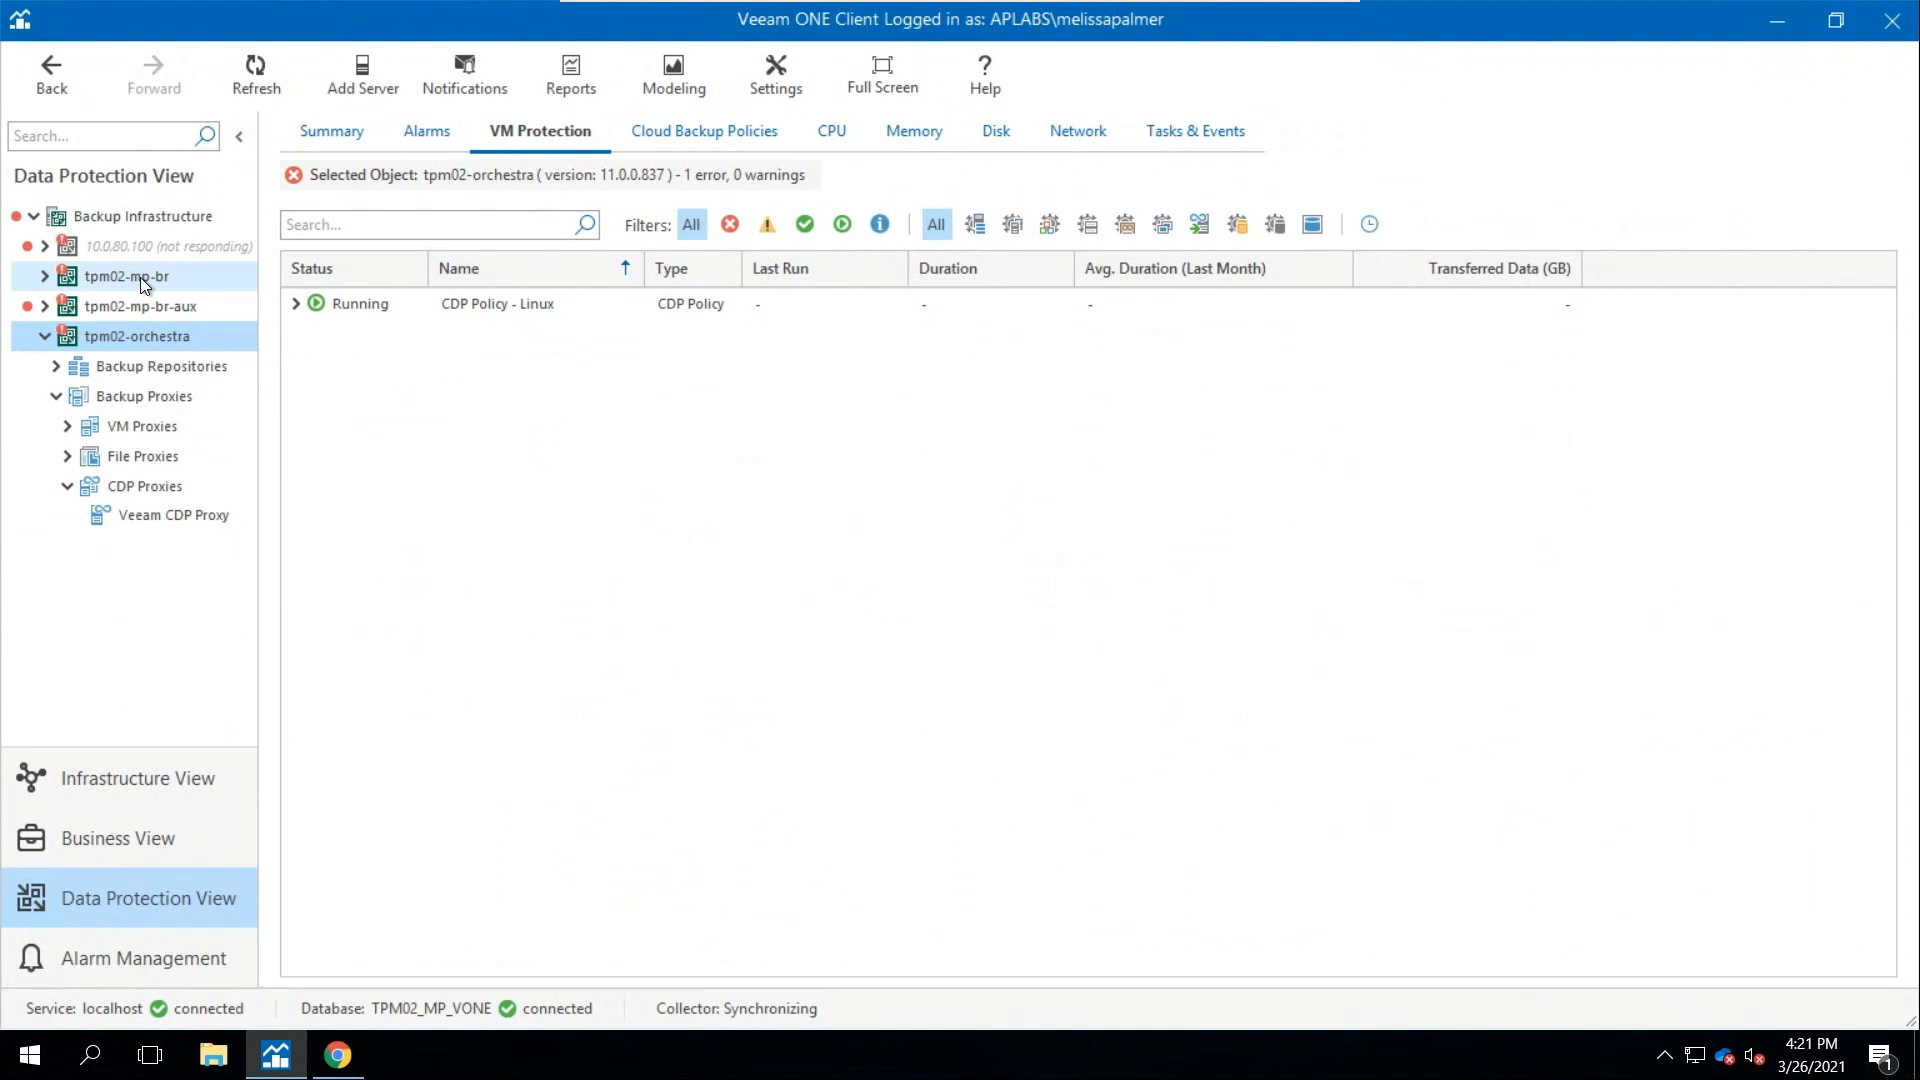 Veeam ONE Client Logged in as: APLABS\melissapalmer
Back
Forward
Refresh
Add Server
Notifications
Reports
Modeling
Settings
Full Screen
? Help
Search...
Summary
Alarms
VM Protection
Cloud Backup Policies
CPU
Memory
Disk
Network
Tasks & Events
Data Protection View
Selected Object: tpm02-orchestra ( version: 11.0.0.837 ) - 1 error, 0 warnings
Backup Infrastructure
10.0.80.100 (not responding)
tpm02-mp-br
tpm02-mp-br-aux
tpm02-orchestra
Backup Repositories
Backup Proxies
VM Proxies
File Proxies
CDP Proxies
Veeam CDP Proxy
Search...
Filters: All
All
Status Name Type Last Run Duration Avg. Duration (Last Month) Transferred Data (GB)
Running CDP Policy - Linux CDP Policy - - - -
Infrastructure View
Business View
Data Protection View
Alarm Management
Service: localhost connected
Database: TPM02_MP_VONE connected
Collector: Synchronizing
4:21 PM
3/26/2021
1